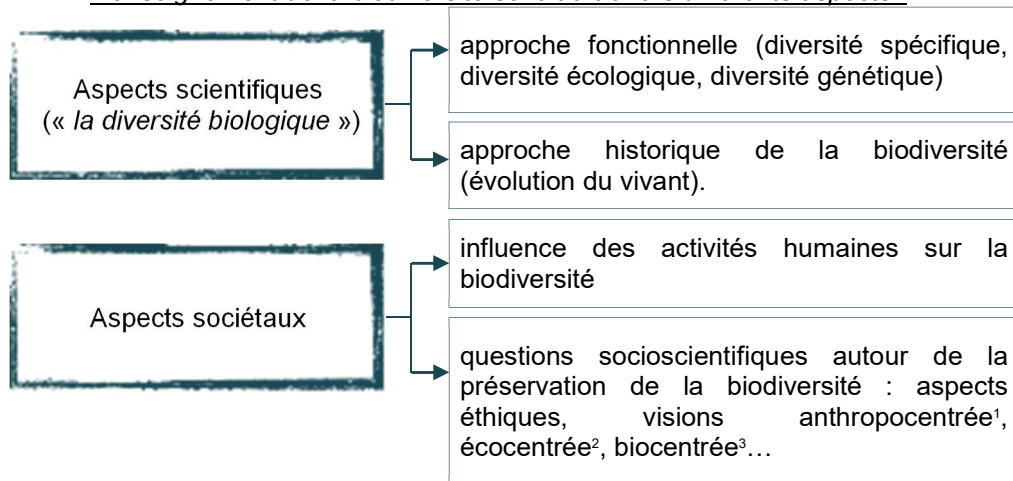 Aspects scientifiques
(« la diversité biologique »)
approche fonctionnelle (diversité spécifique,
diversité écologique, diversité génétique)
approche historique de la biodiversité
(évolution du vivant).
Aspects sociétaux
influence des activités humaines sur la
biodiversité
questions socioscientifiques autour de la
préservation de la biodiversité : aspects
éthiques, visions anthropocentrée¹,
écocentrée², biocentrée³…